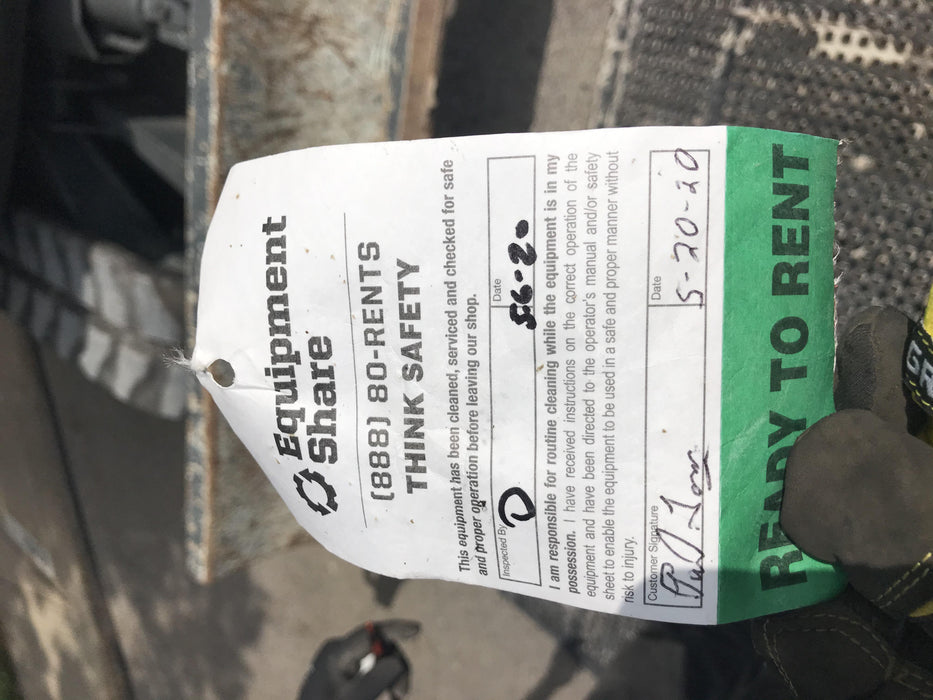 Equipment
Share
(888) 80-RENTS
THINK SAFETY
This equipment has been cleaned, serviced and checked for safe
and proper operation before leaving our shop.
Inspected By
Date
D
I am responsible for routine cleaning while the equipment is in my
possession. I have received instructions on the correct operation of the
equipment and have been directed to the operator's manual and/or safety
sheet to enable the equipment to be used in a safe and proper manner without
risk to injury.
Customer Signature
Date
5-20-20
READY TO RENT